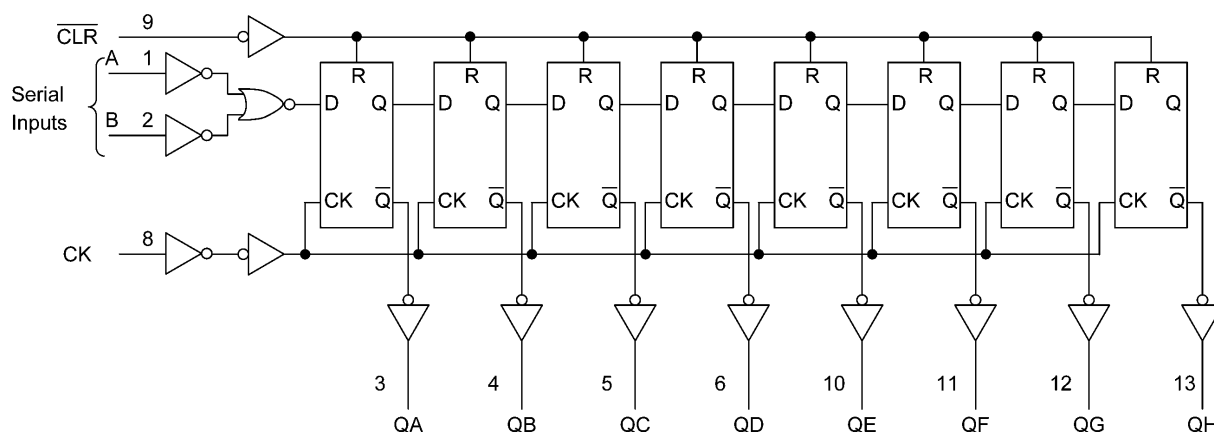 CLR 9
A 1
Serial Inputs
B 2
R R R R R R R R
D Q D Q D Q D Q D Q D Q D Q D Q
CK Q CK Q CK Q CK Q CK Q CK Q CK Q CK Q
CK 8
3 4 5 6 10 11 12 13
QA QB QC QD QE QF QG QH